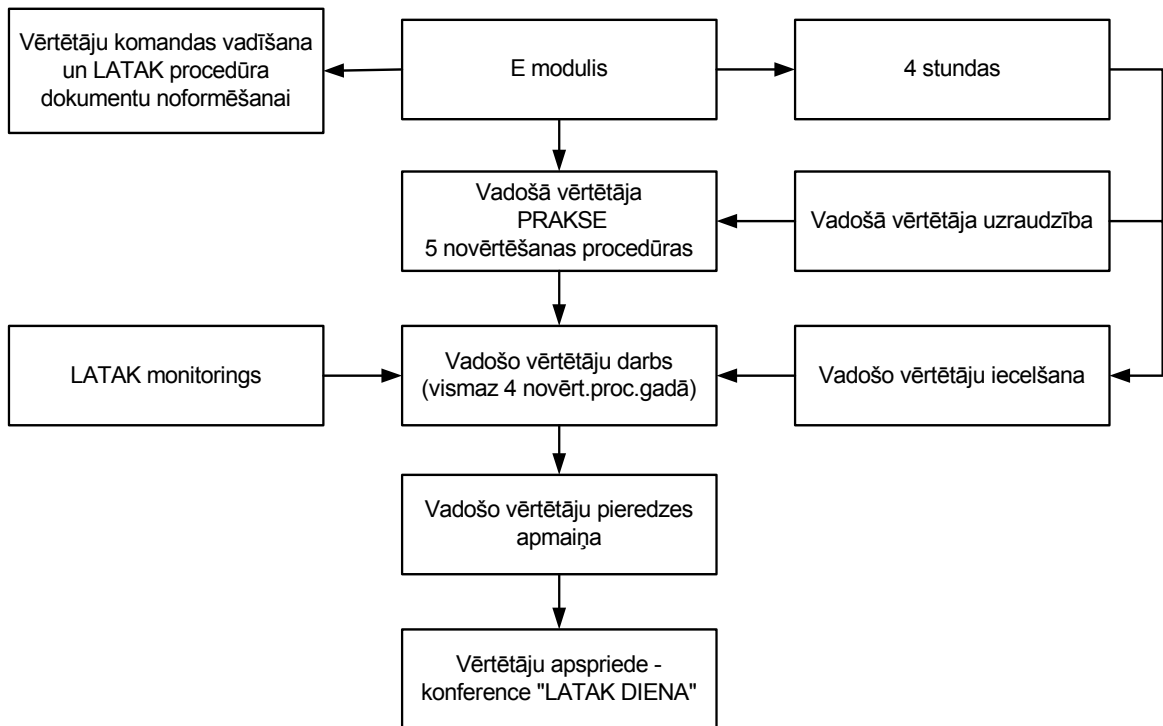 Vērtētāju komandas vadīšana
un LATAK procedūra
dokumentu noformēšanai
E modulis
4 stundas
Vadošā vērtētāja
PRAKSE
5 novērtēšanas procedūras
Vadošā vērtētāja uzraudzība
LATAK monitorings
Vadošo vērtētāju darbs
(vismaz 4 novērt.proc.gadā)
Vadošo vērtētāju iecelšana
Vadošo vērtētāju pieredzes
apmaiņa
Vērtētāju apspriede -
konference "LATAK DIENA"